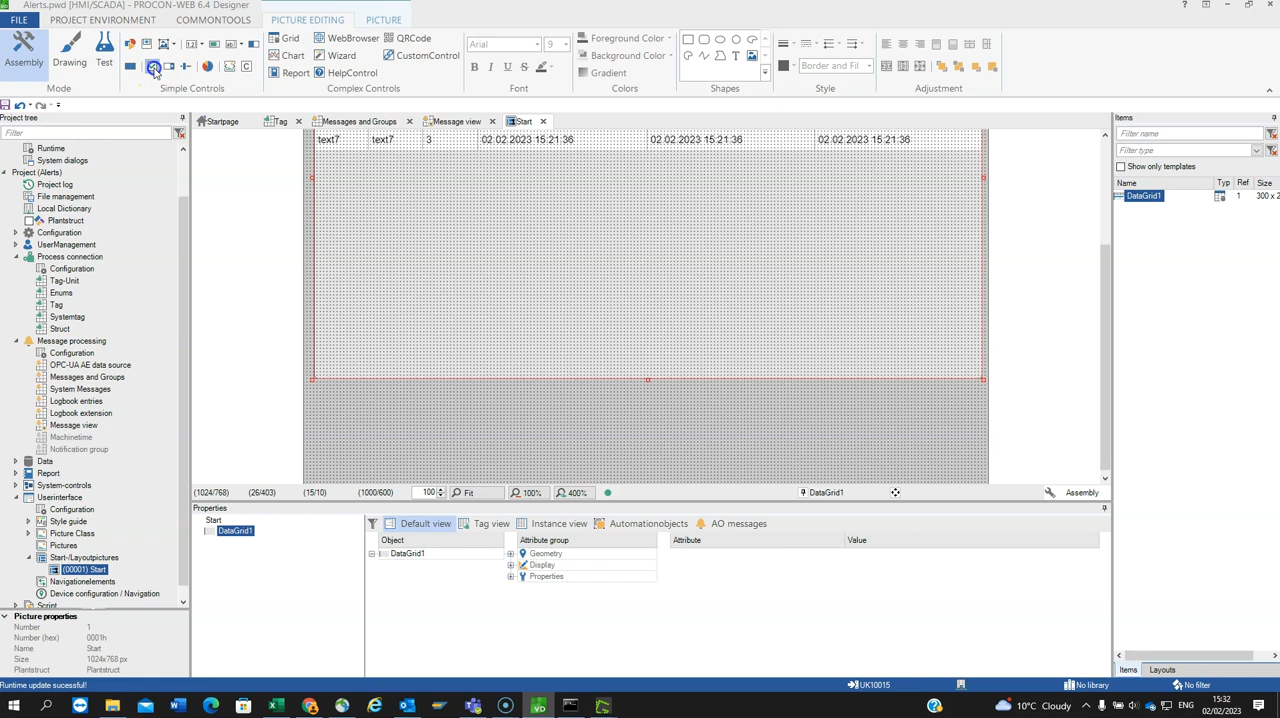 Alerts.pwd [HMI/SCADA] - PROCON-WEB 6.4 Designer
PICTURE EDITING PICTURE
FILE PROJECT ENVIRONMENT COMMONTOOLS
Assembly Drawing Test
Mode
Simple Controls
Grid WebBrowser QRCode
Chart Wizard CustomControl
Report HelpControl
Complex Controls
Arial 9
B I U
Font
Foreground Color
Background Color
Gradient
Colors
Shapes
Border and Fil
Style
Adjustment
Project tree
Filter
Runtime
System dialogs
Project (Alerts)
Project log
File management
Local Dictionary
Plantstruct
Configuration
UserManagement
Process connection
Configuration
Tag-Unit
Enums
Tag
Systemtag
Struct
Message processing
Configuration
OPC-UA AE data source
Messages and Groups
System Messages
Logbook entries
Logbook extension
Message view
Machinetime
Notification group
Data
Report
System-controls
Userinterface
Configuration
Style guide
Picture Class
Pictures
Start-/Layoutpictures
(00001) Start
Navigationelements
Device configuration / Navigation
Script
Picture properties
Number 1
Number (hex) 0001h
Name Start
Size 1024x768 px
Plantstruct Plantstruct
Startpage Tag Messages and Groups Message view Start
text7 text7 3 02.02.2023 15:21:36 02.02.2023 15:21:36 02.02.2023 15:21:36
(1024/768) (26/403) (15/10) (1000/600) 100 Fit 100% 400% DataGrid1 Assembly
Properties
Start
DataGrid1
Default view Tag view Instance view Automationobjects AO messages
Object Attribute group Attribute Value
DataGrid1 Geometry
Display
Properties
Items
Filter name
Filter type
Show only templates
Name Typ Ref Size
DataGrid1 1 300 x 2
Items Layouts
Runtime update sucessful! UK10015 No library No filter
10°C Cloudy ENG 15:32
02/02/2023